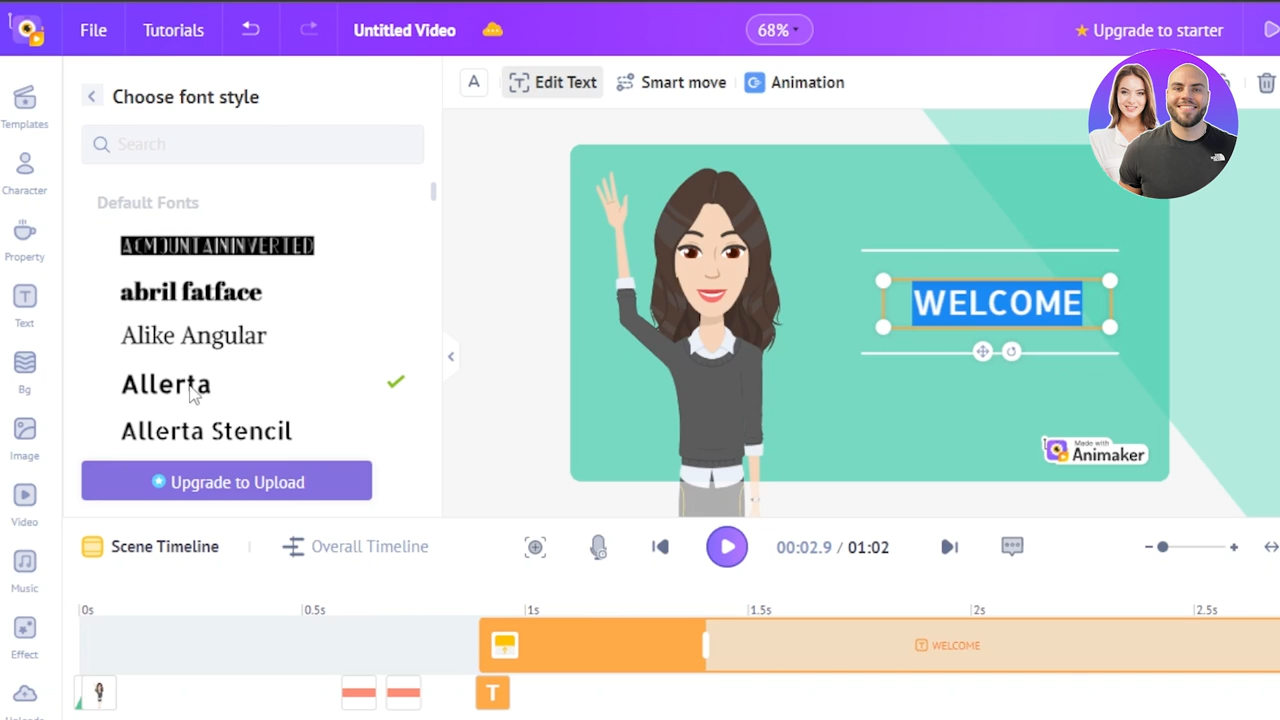 File Tutorials Untitled Video 68% Upgrade to starter
Choose font style
A Edit Text Smart move Animation
Templates
Character
Property
Text
Bg
Image
Video
Music
Effect
Search
Default Fonts
ACMOUNTAININVERTED
abril fatface
Alike Angular
Allerta
Allerta Stencil
Upgrade to Upload
WELCOME
Made with
Animaker
Scene Timeline Overall Timeline 00:02.9 / 01:02
0s 0.5s 1s 1.5s 2s 2.5s
T WELCOME
T